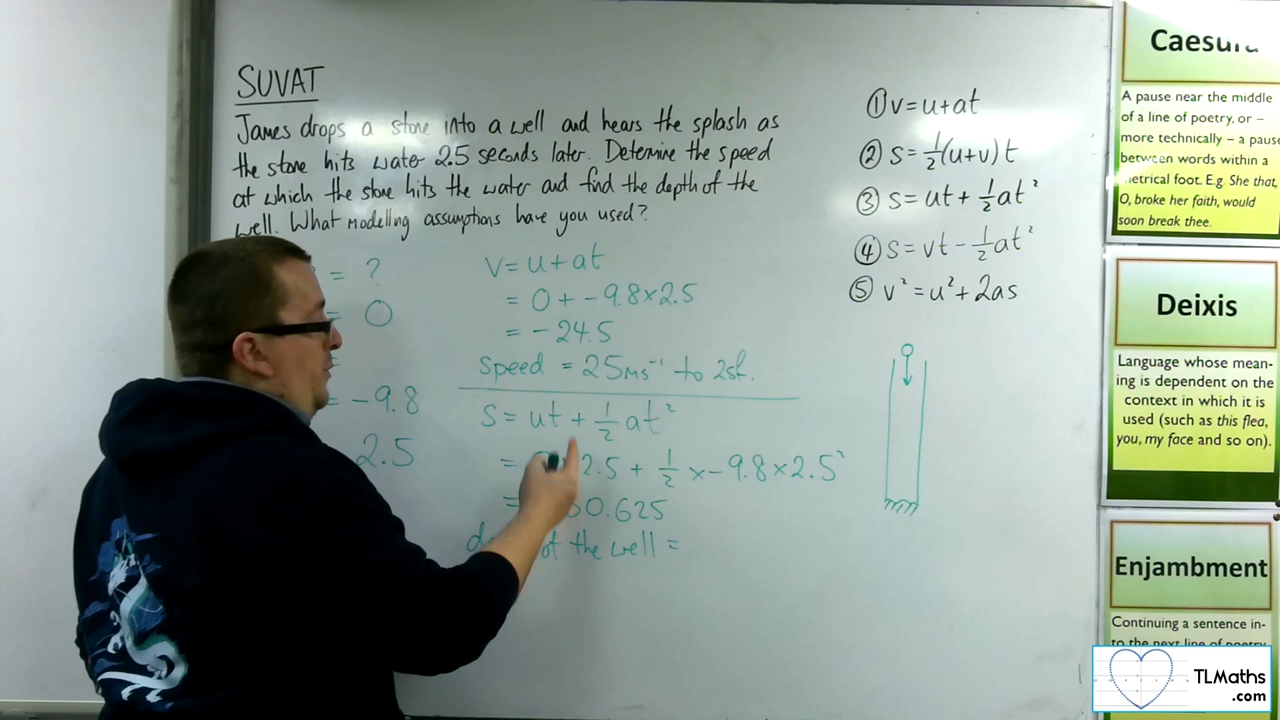 SUVAT
James drops a stone into a well and hears the splash as
the stone hits water 2.5 seconds later. Determine the speed
at which the stone hits the water and find the depth of the
well. What modelling assumptions have you used?
= ?
= 0
=
= -9.8
2.5
v = u + at
= 0 + -9.8 × 2.5
= -24.5
Speed = 25ms⁻¹ to 2sf.
s = ut + ½at²
= 2.5 + ½ × -9.8 × 2.5²
= 30.625
of the well =
① v = u + at
② s = ½(u+v)t
③ s = ut + ½at²
④ s = vt - ½at²
⑤ v² = u² + 2as
Caesura
A pause near the middle
of a line of poetry, or –
more technically – a pause
between words within a
metrical foot. E.g. She that,
O, broke her faith, would
soon break thee.
Deixis
Language whose mean-
ing is dependent on the
context in which it is
used (such as this flea,
you, my face and so on).
Enjambment
Continuing a sentence in-
to the next line of poetry
TLMaths
.com